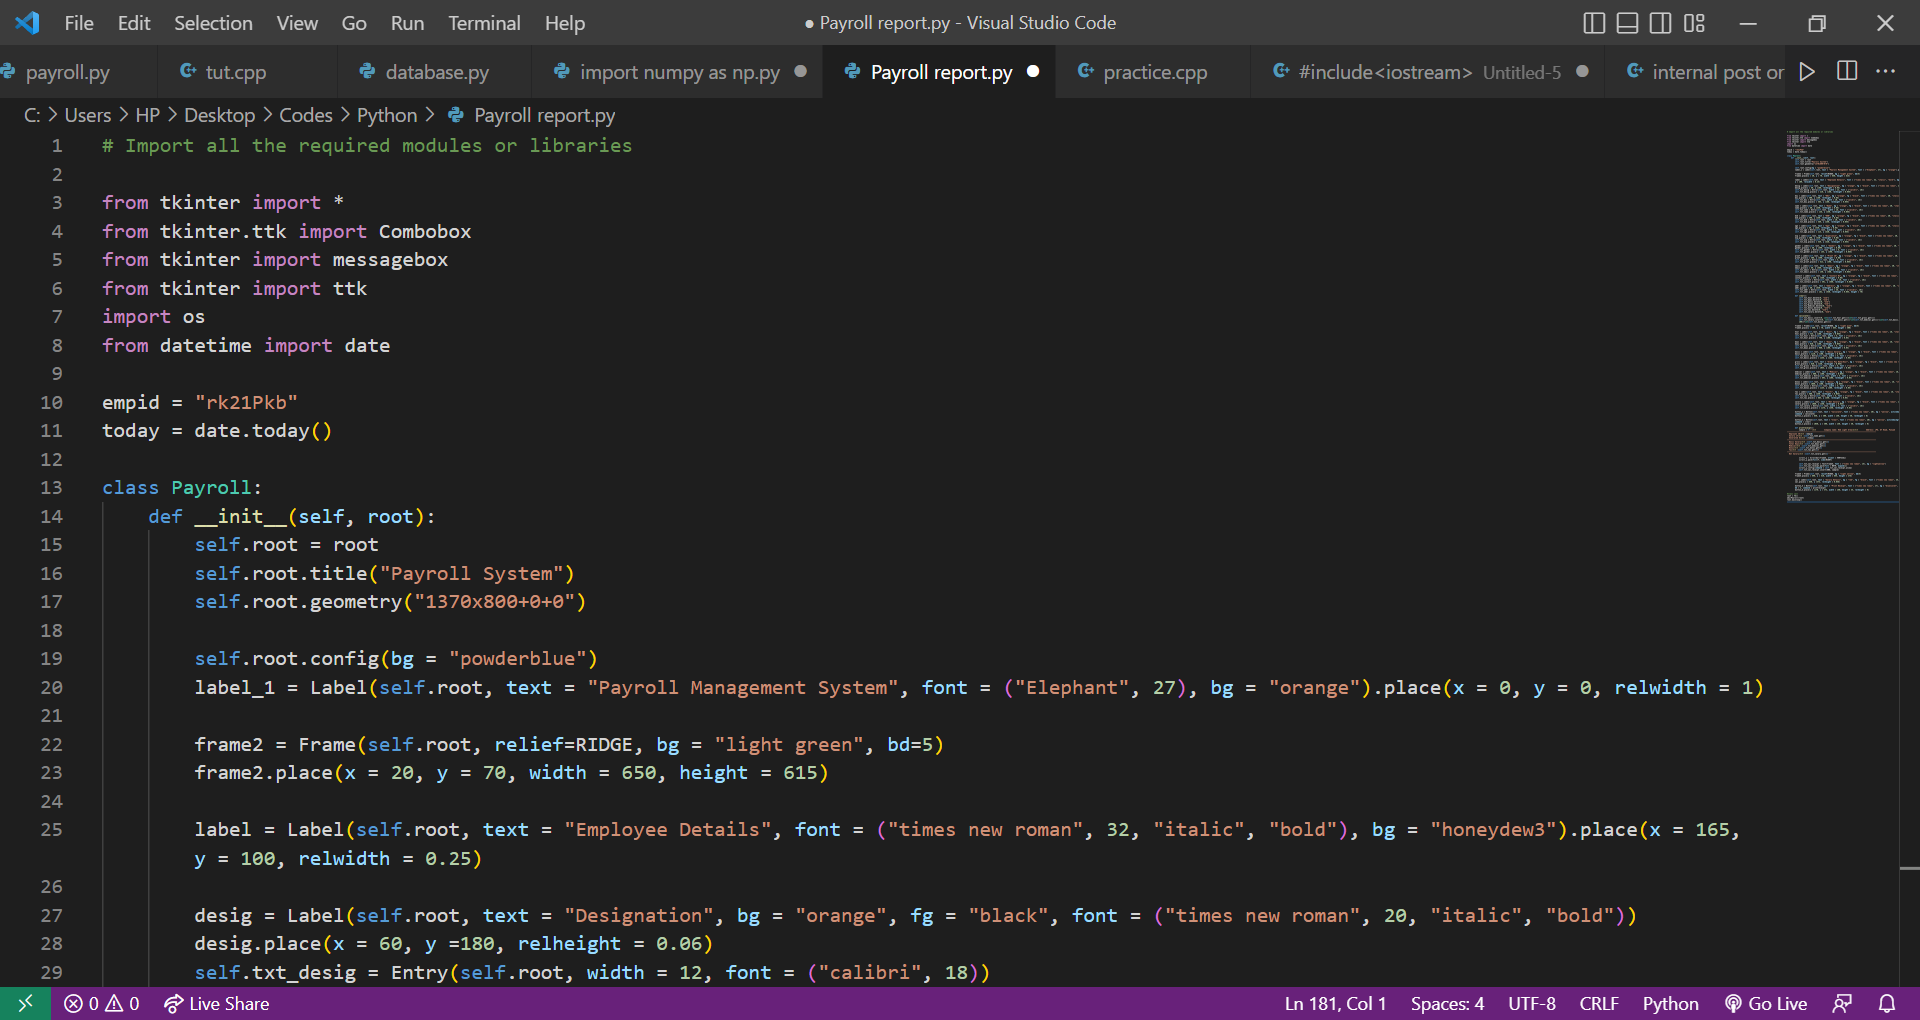 File Edit Selection View Go Run Terminal Help ● Payroll report.py - Visual Studio Code
payroll.py tut.cpp database.py import numpy as np.py Payroll report.py practice.cpp #include<iostream> Untitled-5 internal post or
C: > Users > HP > Desktop > Codes > Python > Payroll report.py
1 # Import all the required modules or libraries
2
3 from tkinter import *
4 from tkinter.ttk import Combobox
5 from tkinter import messagebox
6 from tkinter import ttk
7 import os
8 from datetime import date
9
10 empid = "rk21Pkb"
11 today = date.today()
12
13 class Payroll:
14 def __init__(self, root):
15 self.root = root
16 self.root.title("Payroll System")
17 self.root.geometry("1370x800+0+0")
18
19 self.root.config(bg = "powderblue")
20 label_1 = Label(self.root, text = "Payroll Management System", font = ("Elephant", 27), bg = "orange").place(x = 0, y = 0, relwidth = 1)
21
22 frame2 = Frame(self.root, relief=RIDGE, bg = "light green", bd=5)
23 frame2.place(x = 20, y = 70, width = 650, height = 615)
24
25 label = Label(self.root, text = "Employee Details", font = ("times new roman", 32, "italic", "bold"), bg = "honeydew3").place(x = 165,
y = 100, relwidth = 0.25)
26
27 desig = Label(self.root, text = "Designation", bg = "orange", fg = "black", font = ("times new roman", 20, "italic", "bold"))
28 desig.place(x = 60, y =180, relheight = 0.06)
29 self.txt_desig = Entry(self.root, width = 12, font = ("calibri", 18))
0 0 Live Share Ln 181, Col 1 Spaces: 4 UTF-8 CRLF Python Go Live